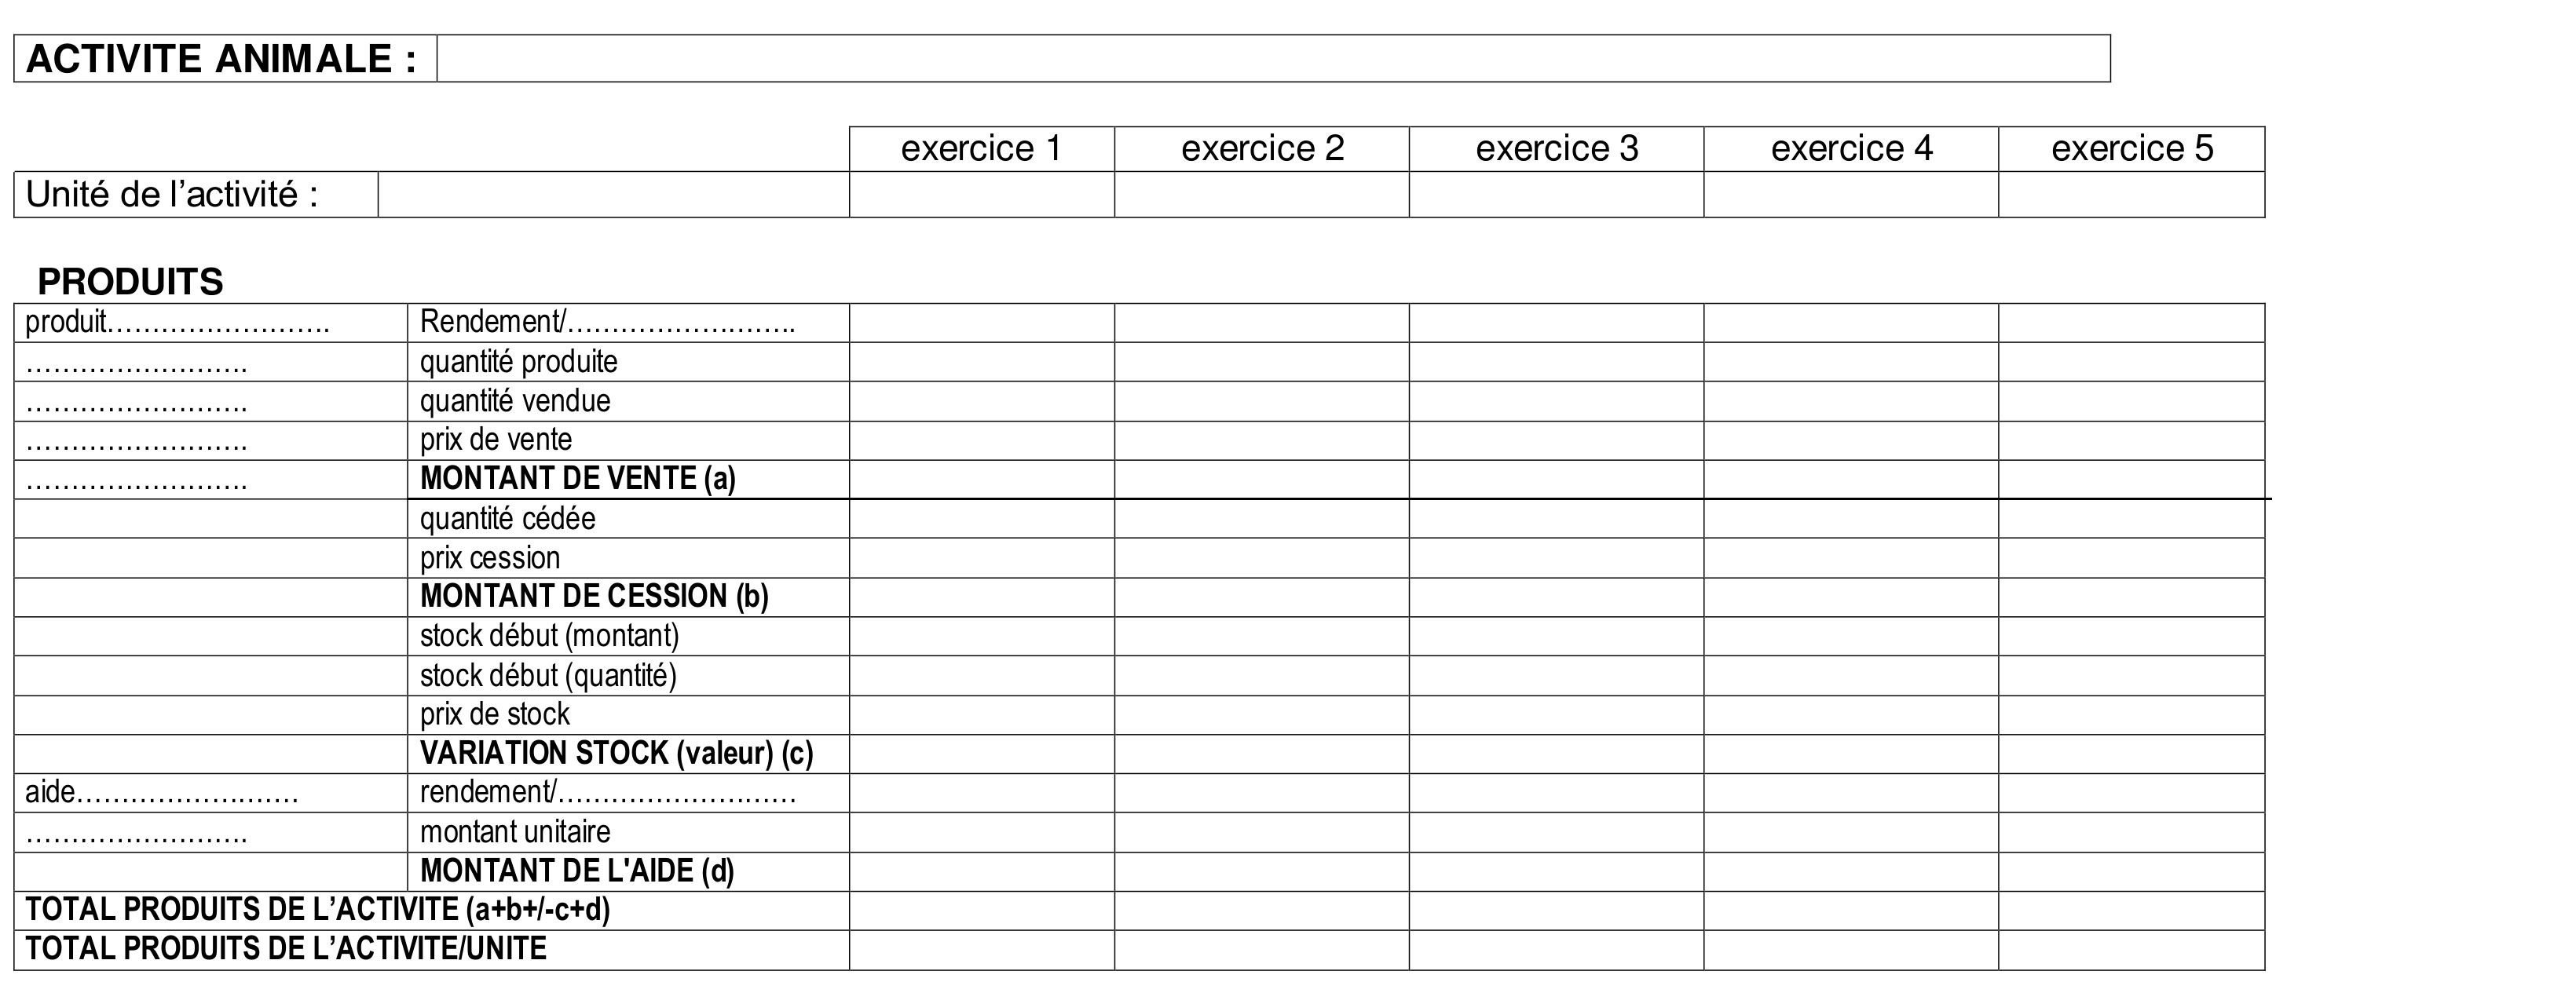 ACTIVITE ANIMALE :
exercice 1 exercice 2 exercice 3 exercice 4 exercice 5
Unité de l’activité :
PRODUITS
produit……………………. Rendement/……………………..
……………………. quantité produite
……………………. quantité vendue
……………………. prix de vente
……………………. MONTANT DE VENTE (a)
quantité cédée
prix cession
MONTANT DE CESSION (b)
stock début (montant)
stock début (quantité)
prix de stock
VARIATION STOCK (valeur) (c)
aide…………………… rendement/………………………
……………………. montant unitaire
MONTANT DE L'AIDE (d)
TOTAL PRODUITS DE L’ACTIVITE (a+b+/-c+d)
TOTAL PRODUITS DE L’ACTIVITE/UNITE